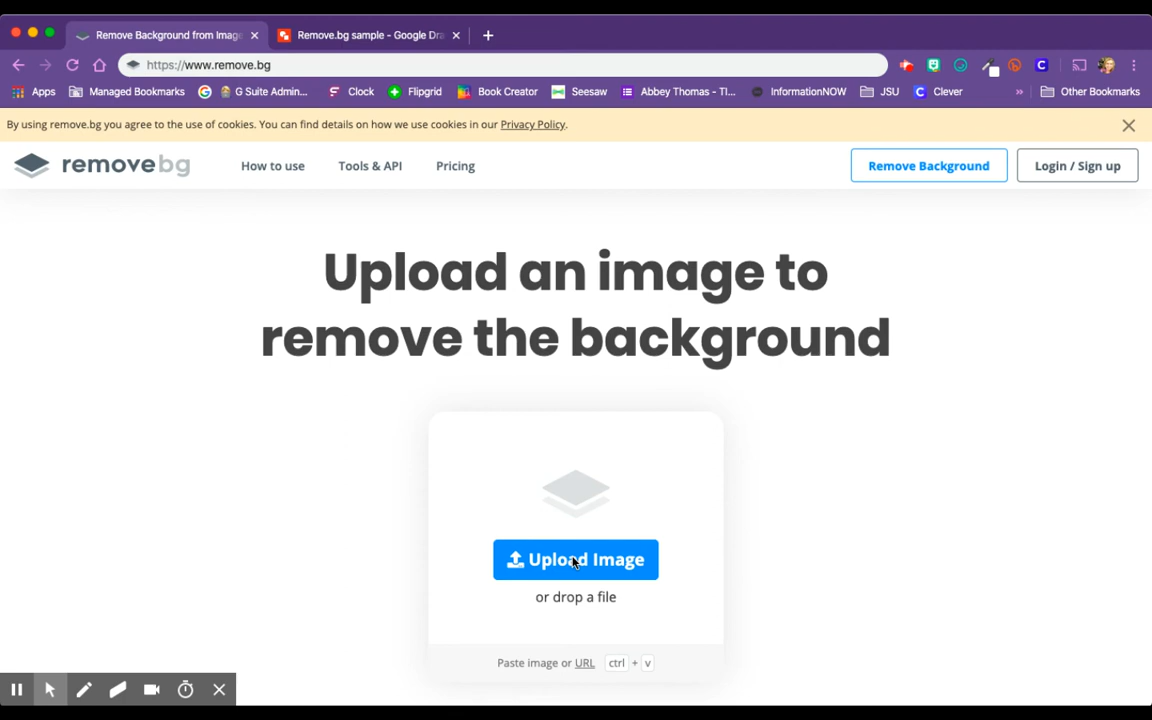 Remove Background from Imag
Remove.bg sample - Google Dra
https://www.remove.bg
Apps
Managed Bookmarks
G Suite Admin...
Clock
Flipgrid
Book Creator
Seesaw
Abbey Thomas - TI...
InformationNOW
JSU
Clever
»
Other Bookmarks
By using remove.bg you agree to the use of cookies. You can find details on how we use cookies in our Privacy Policy.
removebg
How to use
Tools & API
Pricing
Remove Background
Login / Sign up
Upload an image to
remove the background
Upload Image
or drop a file
Paste image or URL ctrl + v